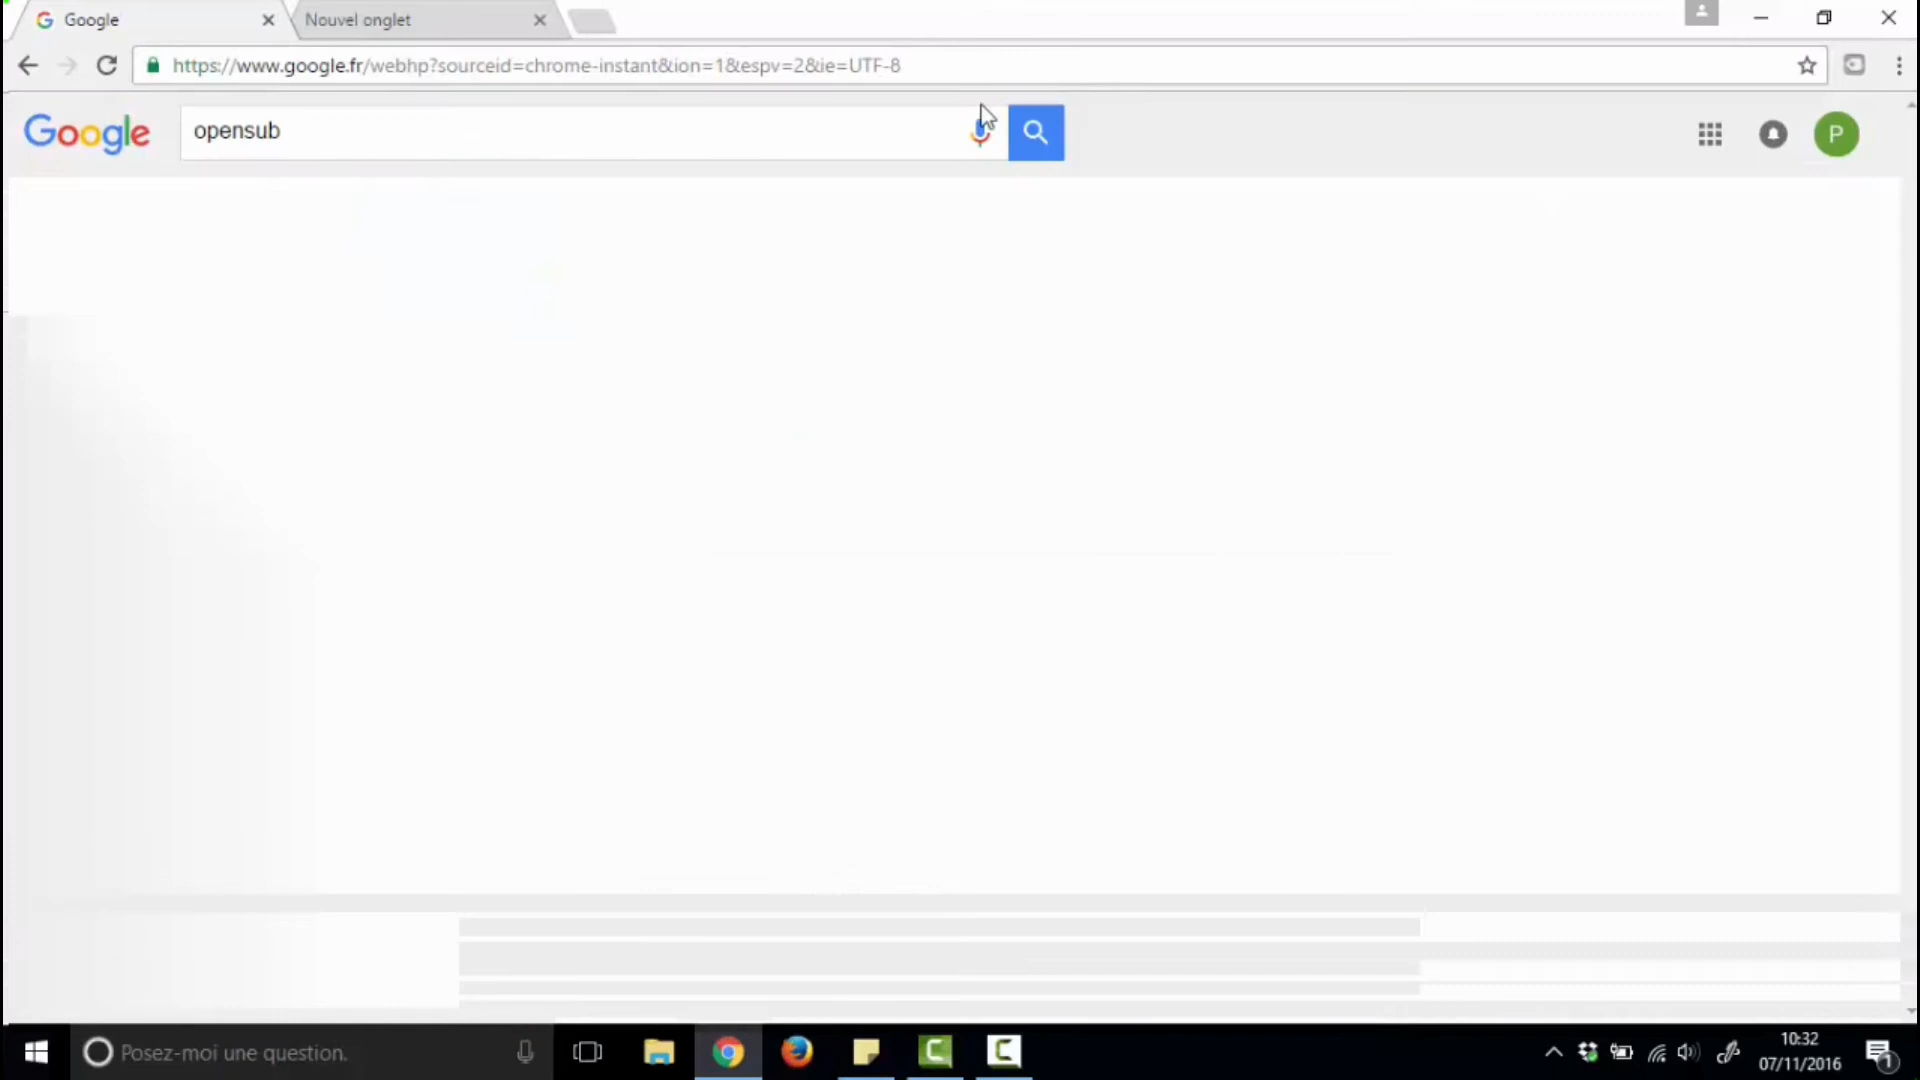 Google
Nouvel onglet
https://www.google.fr/webhp?sourceid=chrome-instant&ion=1&espv=2&ie=UTF-8
Google
opensub
P
Posez-moi une question.
10:32
07/11/2016
1